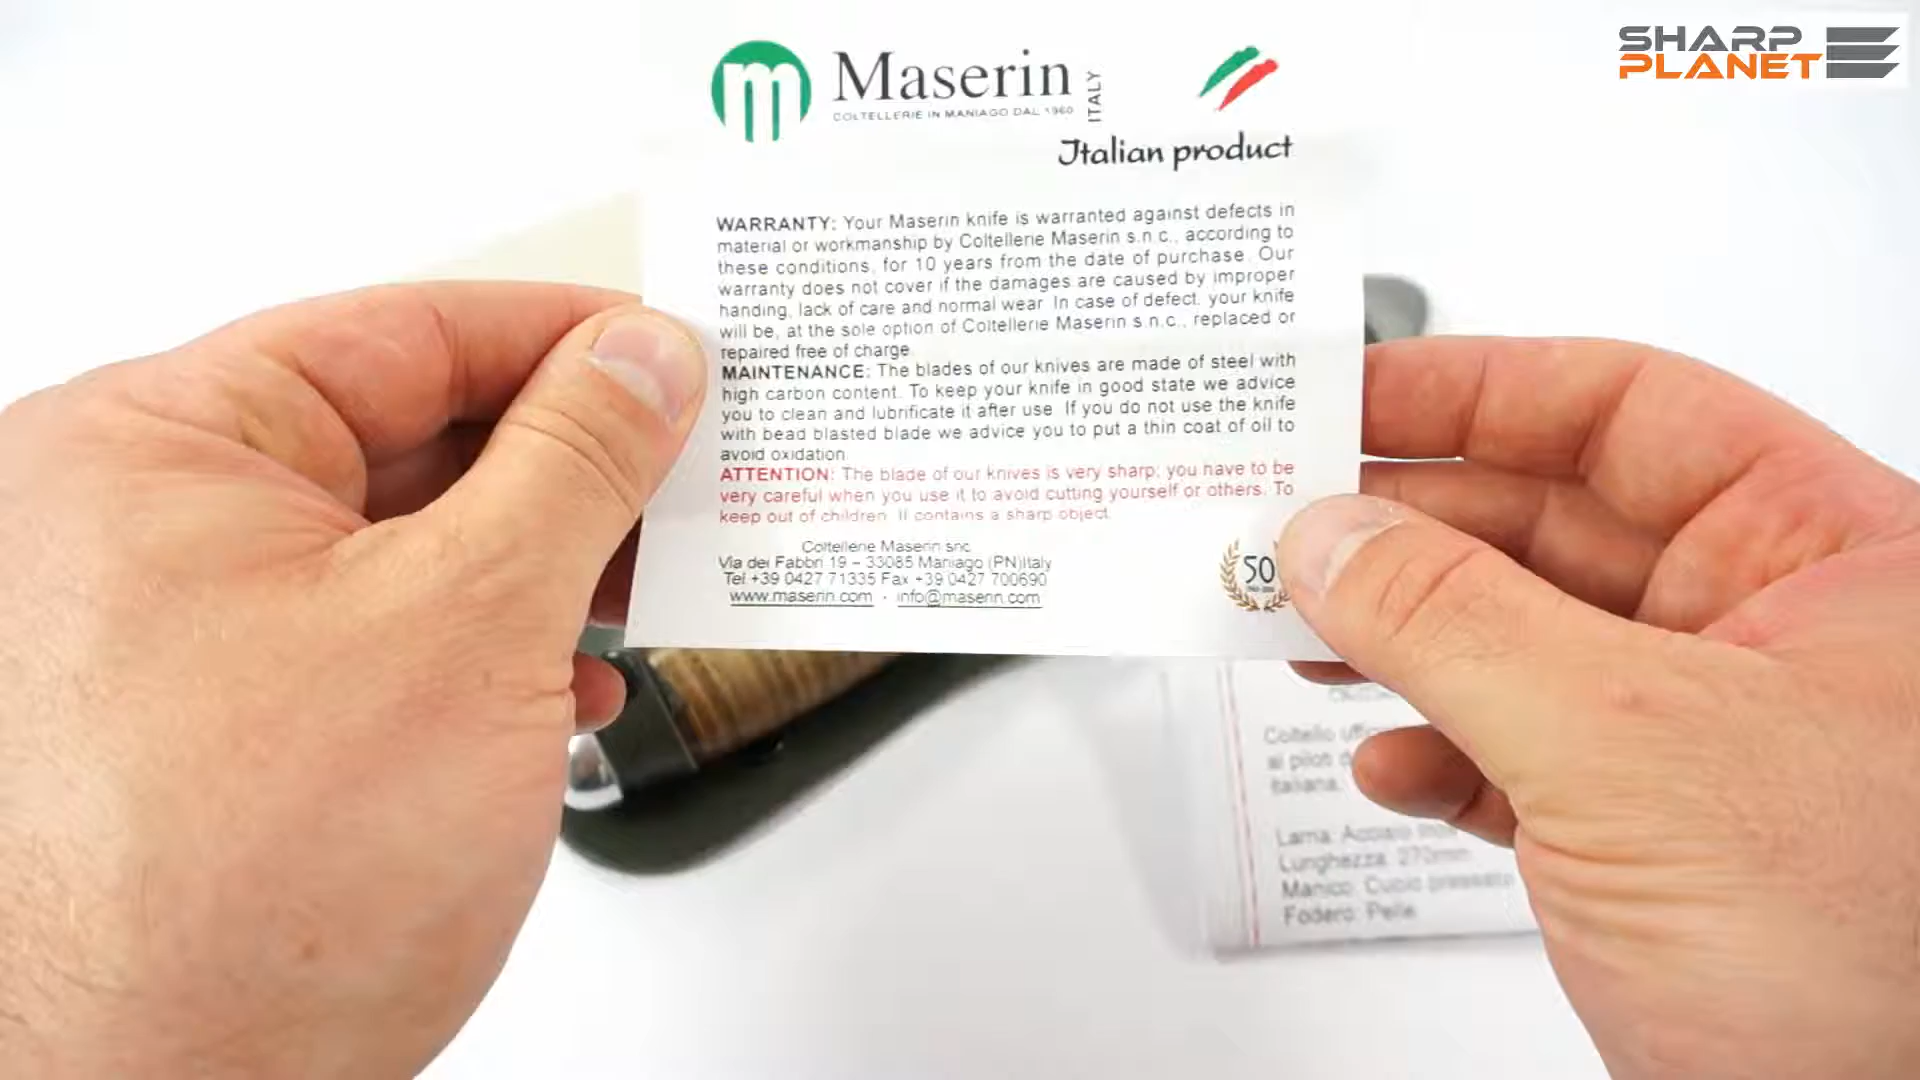 SHARP
PLANET
m Maserin ITALY
COLTELLERIE IN MANIAGO DAL 1960
Italian product
WARRANTY: Your Maserin knife is warranted against defects in
material or workmanship by Coltellerie Maserin s.n.c., according to
these conditions, for 10 years from the date of purchase. Our
warranty does not cover if the damages are caused by improper
handing, lack of care and normal wear. In case of defect, your knife
will be, at the sole option of Coltellerie Maserin s.n.c., replaced or
repaired free of charge.
MAINTENANCE: The blades of our knives are made of steel with
high carbon content. To keep your knife in good state we advice
you to clean and lubrificate it after use. If you do not use the knife
with bead blasted blade we advice you to put a thin coat of oil to
avoid oxidation.
ATTENTION: The blade of our knives is very sharp; you have to be
very careful when you use it to avoid cutting yourself or others. To
keep out of children. It contains a sharp object.
Coltellerie Maserin snc
Via dei Fabbri 19 – 33085 Maniago (PN)Italy
Tel +39 0427 71335 Fax +39 0427 700690
www.maserin.com - info@maserin.com
50
Coltello
ai piloti
italiana.
Lama: Acciaio
Lunghezza: 270mm
Manico: Cuoio pressato
Fodero: Pelle